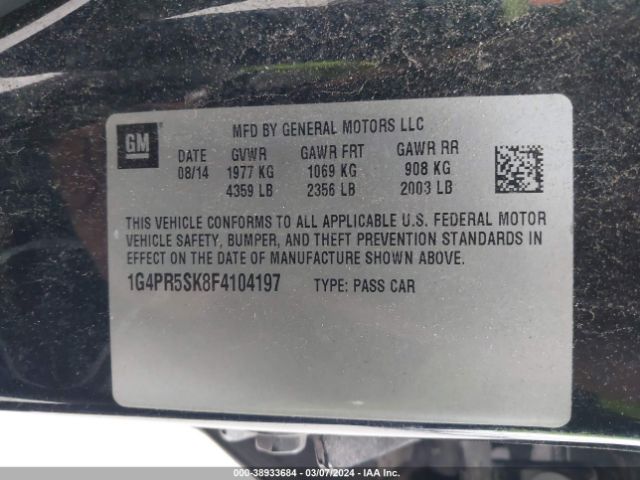 GM
MFD BY GENERAL MOTORS LLC
DATE GVWR GAWR FRT GAWR RR
08/14 1977 KG 1069 KG 908 KG
4359 LB 2356 LB 2003 LB
THIS VEHICLE CONFORMS TO ALL APPLICABLE U.S. FEDERAL MOTOR
VEHICLE SAFETY, BUMPER, AND THEFT PREVENTION STANDARDS IN
EFFECT ON THE DATE OF MANUFACTURE SHOWN ABOVE.
1G4PR5SK8F4104197 TYPE: PASS CAR
000-38933684 / 03/07/2024 - IAA Inc.